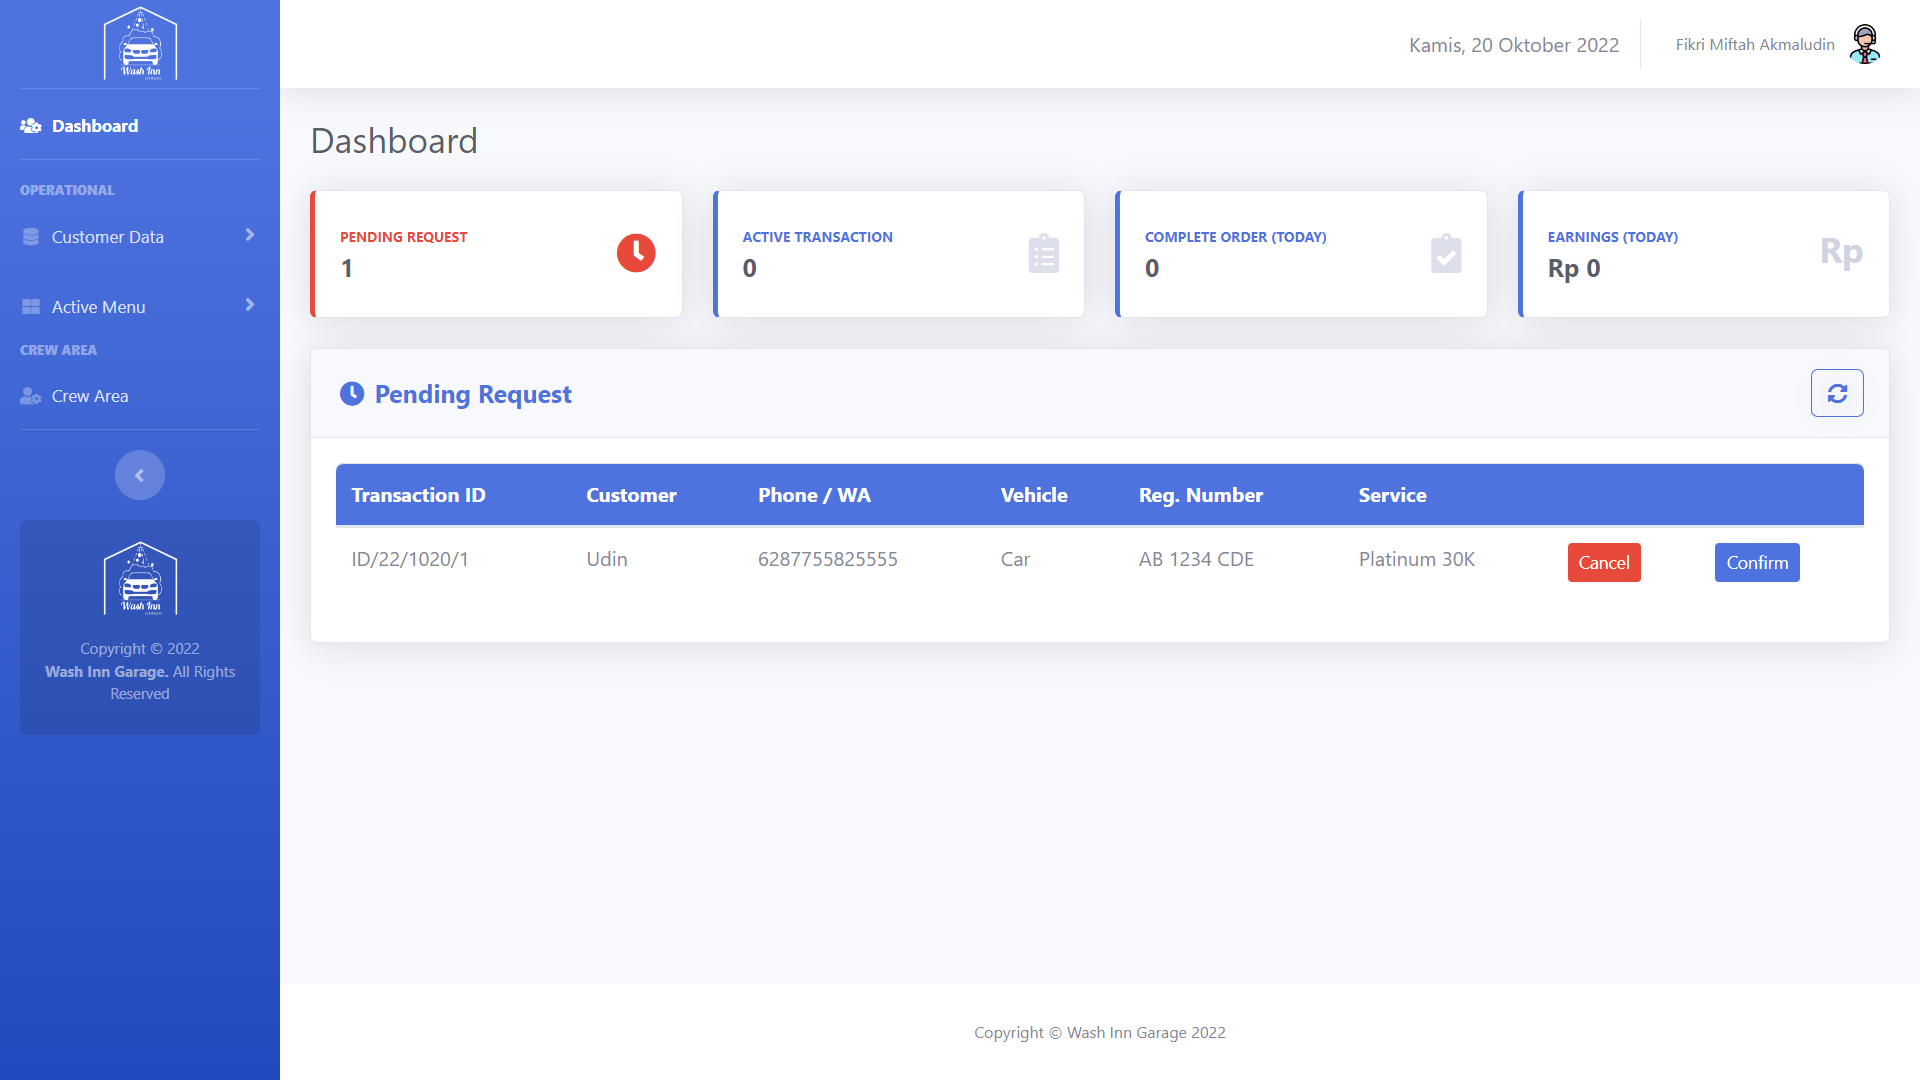 Wash Inn
Dashboard
OPERATIONAL
Customer Data
Active Menu
CREW AREA
Crew Area
Wash Inn
Copyright © 2022
Wash Inn Garage. All Rights
Reserved
Kamis, 20 Oktober 2022
Fikri Miftah Akmaludin
Dashboard
PENDING REQUEST
1
ACTIVE TRANSACTION
0
COMPLETE ORDER (TODAY)
0
EARNINGS (TODAY)
Rp 0
Rp
Pending Request
Transaction ID Customer Phone / WA Vehicle Reg. Number Service
ID/22/1020/1 Udin 6287755825555 Car AB 1234 CDE Platinum 30K Cancel Confirm
Copyright © Wash Inn Garage 2022